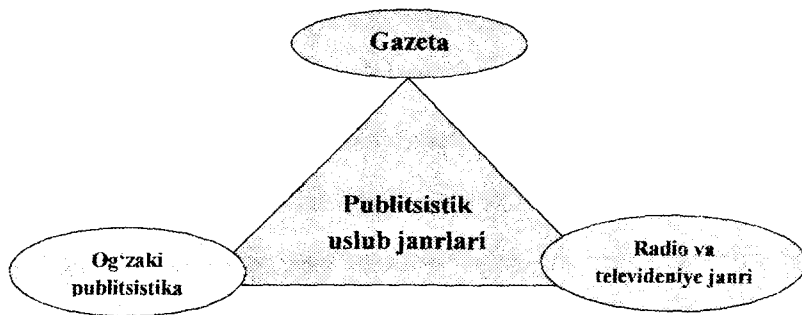 Gazeta
Publitsistik
uslub janrlari
Og‘zaki
publitsistika
Radio va
televideniye janri